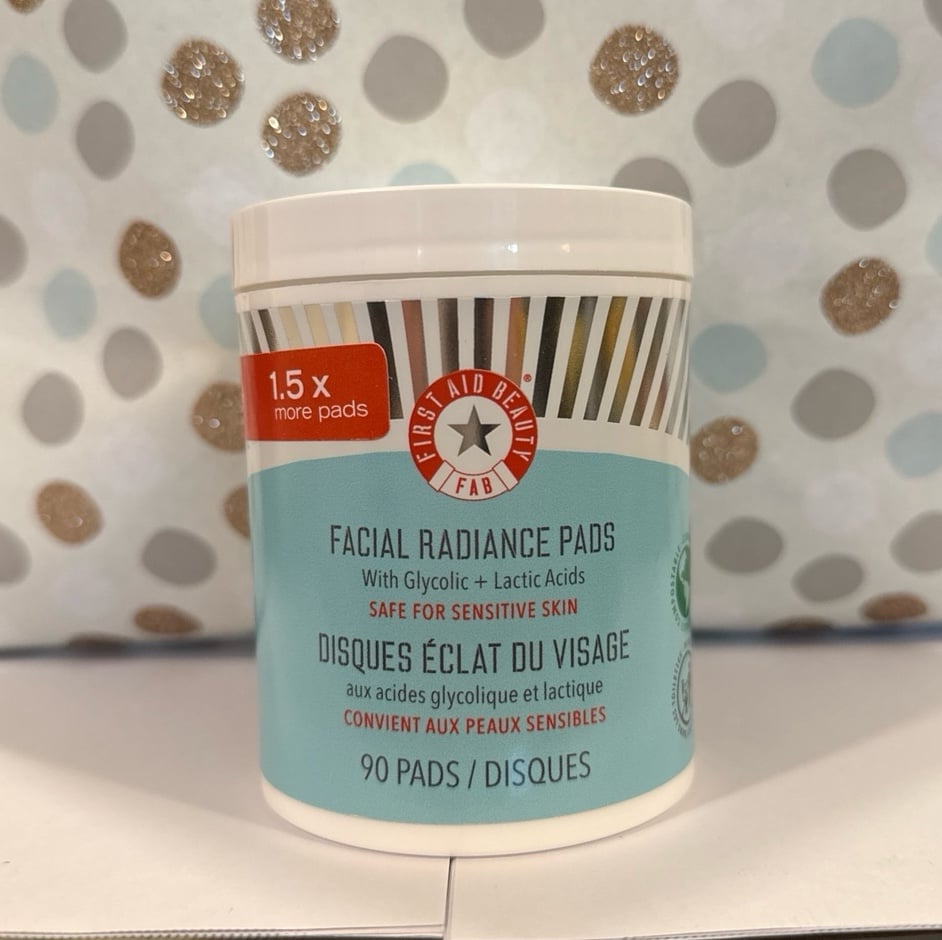 1.5 x
more pads
FIRST AID BEAUTY®
FAB
FACIAL RADIANCE PADS
With Glycolic + Lactic Acids
SAFE FOR SENSITIVE SKIN
DISQUES ÉCLAT DU VISAGE
aux acides glycolique et lactique
CONVIENT AUX PEAUX SENSIBLES
90 PADS / DISQUES